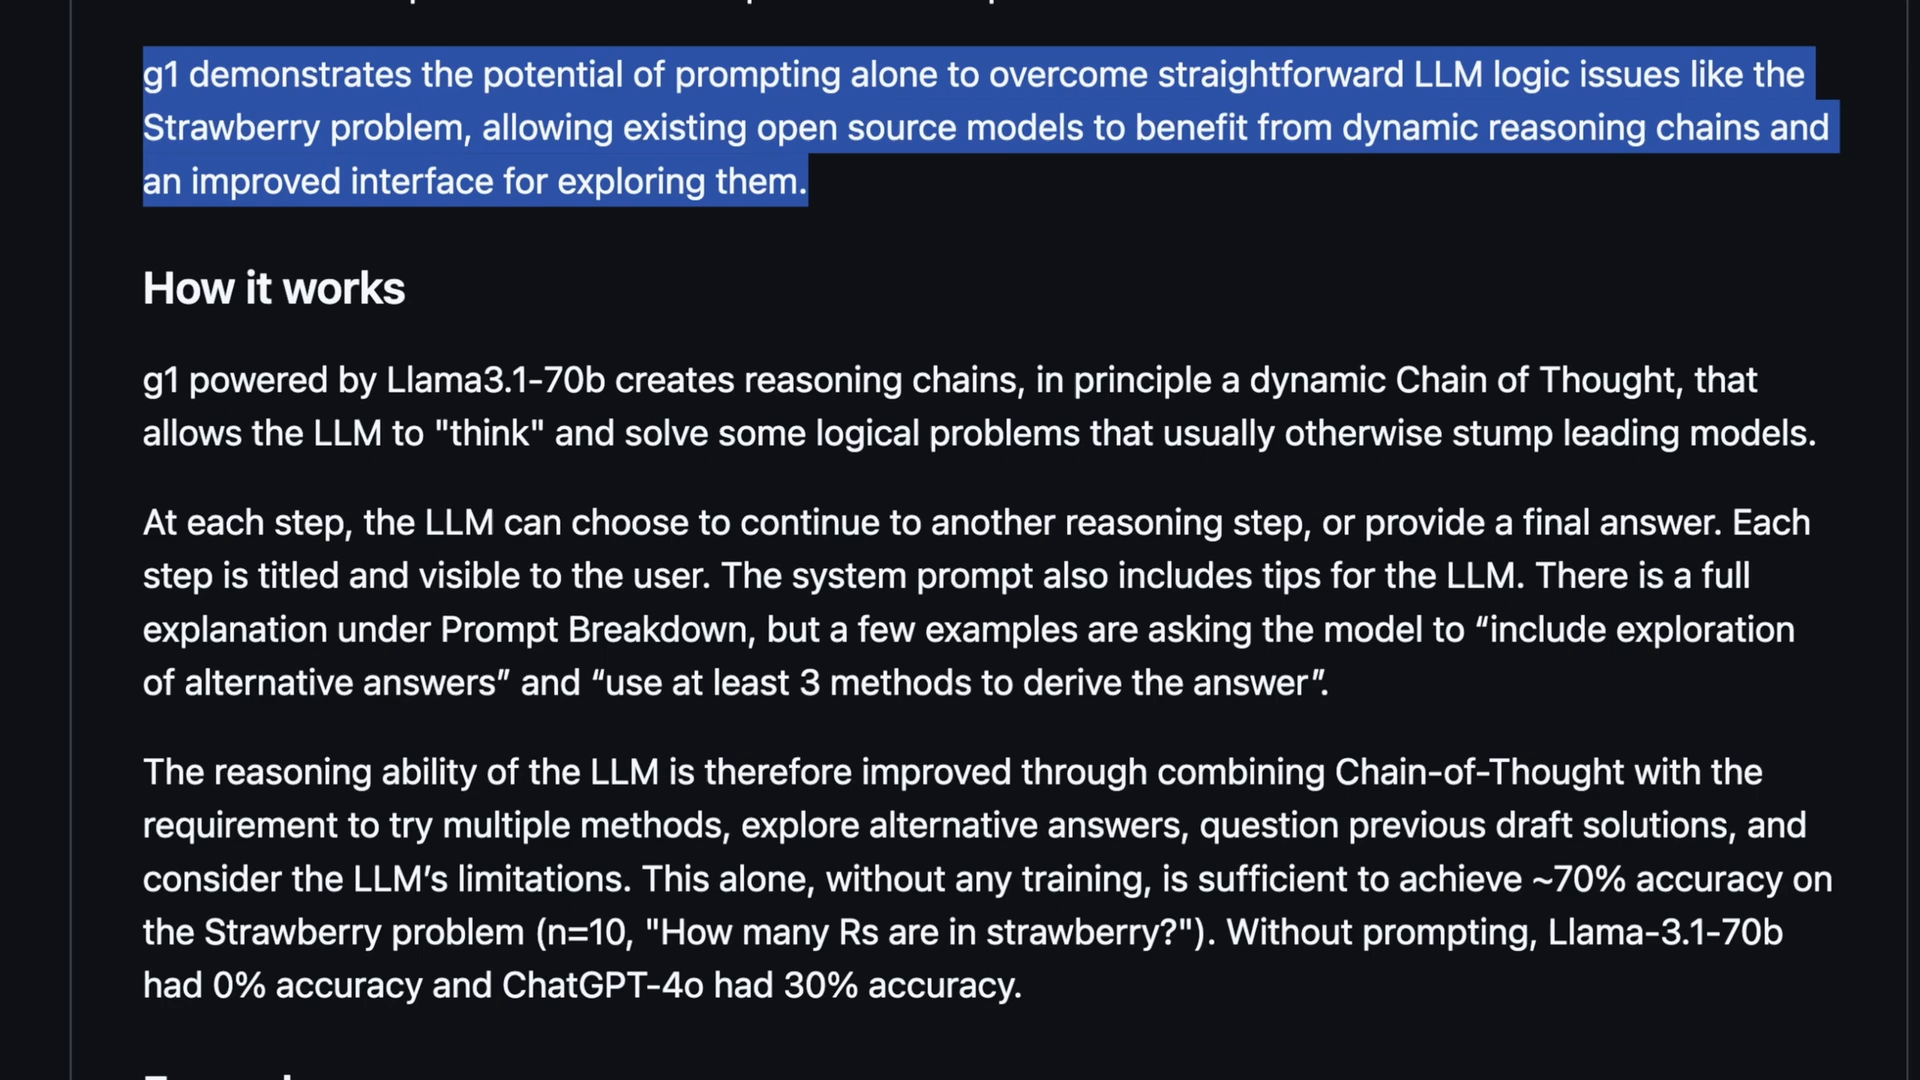 g1 demonstrates the potential of prompting alone to overcome straightforward LLM logic issues like the
Strawberry problem, allowing existing open source models to benefit from dynamic reasoning chains and
an improved interface for exploring them.
How it works
g1 powered by Llama3.1-70b creates reasoning chains, in principle a dynamic Chain of Thought, that
allows the LLM to "think" and solve some logical problems that usually otherwise stump leading models.
At each step, the LLM can choose to continue to another reasoning step, or provide a final answer. Each
step is titled and visible to the user. The system prompt also includes tips for the LLM. There is a full
explanation under Prompt Breakdown, but a few examples are asking the model to “include exploration
of alternative answers” and “use at least 3 methods to derive the answer”.
The reasoning ability of the LLM is therefore improved through combining Chain-of-Thought with the
requirement to try multiple methods, explore alternative answers, question previous draft solutions, and
consider the LLM’s limitations. This alone, without any training, is sufficient to achieve ~70% accuracy on
the Strawberry problem (n=10, "How many Rs are in strawberry?"). Without prompting, Llama-3.1-70b
had 0% accuracy and ChatGPT-4o had 30% accuracy.